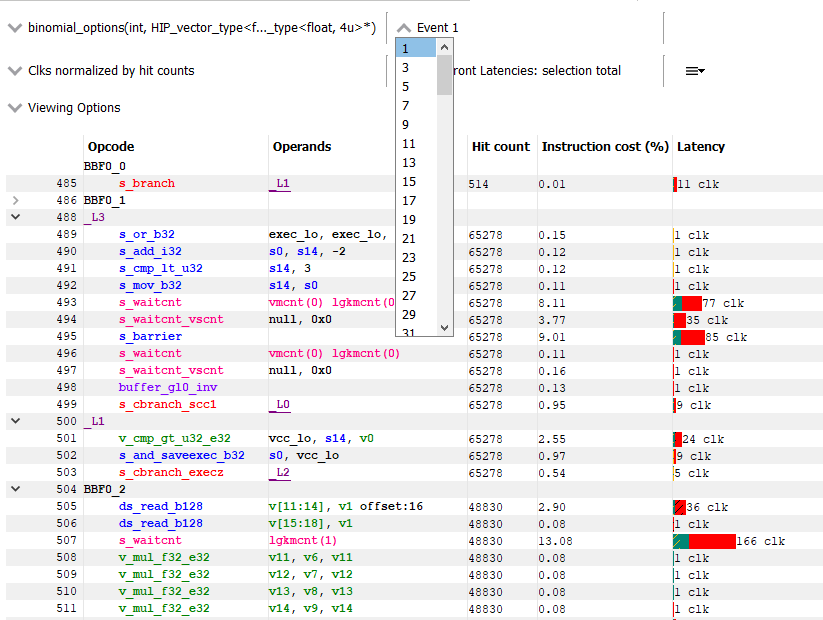 binomial_options(int, HIP_vector_type<f..._type<float, 4u>*) Event 1
Clks normalized by hit counts ront Latencies: selection total
Viewing Options
1
3
5
7
9
11
13
15
17
19
21
23
25
27
29
31
Opcode Operands Hit count Instruction cost (%) Latency
BBF0_0
485 s_branch _L1 514 0.01 11 clk
486 BBF0_1
488 _L3
489 s_or_b32 exec_lo, exec_lo, 65278 0.15 1 clk
490 s_add_i32 s0, s14, -2 65278 0.12 1 clk
491 s_cmp_lt_u32 s14, 3 65278 0.12 1 clk
492 s_mov_b32 s14, s0 65278 0.11 1 clk
493 s_waitcnt vmcnt(0) lgkmcnt(0 65278 8.11 77 clk
494 s_waitcnt_vscnt null, 0x0 65278 3.77 35 clk
495 s_barrier 65278 9.01 85 clk
496 s_waitcnt vmcnt(0) lgkmcnt(0) 65278 0.11 1 clk
497 s_waitcnt_vscnt null, 0x0 65278 0.16 1 clk
498 buffer_gl0_inv 65278 0.13 1 clk
499 s_cbranch_scc1 _L0 65278 0.95 9 clk
500 _L1
501 v_cmp_gt_u32_e32 vcc_lo, s14, v0 65278 2.55 24 clk
502 s_and_saveexec_b32 s0, vcc_lo 65278 0.97 9 clk
503 s_cbranch_execz _L2 65278 0.54 5 clk
504 BBF0_2
505 ds_read_b128 v[11:14], v1 offset:16 48830 2.90 36 clk
506 ds_read_b128 v[15:18], v1 48830 0.08 1 clk
507 s_waitcnt lgkmcnt(1) 48830 13.08 166 clk
508 v_mul_f32_e32 v11, v6, v11 48830 0.08 1 clk
509 v_mul_f32_e32 v12, v7, v12 48830 0.08 1 clk
510 v_mul_f32_e32 v13, v8, v13 48830 0.08 1 clk
511 v_mul_f32_e32 v14, v9, v14 48830 0.08 1 clk